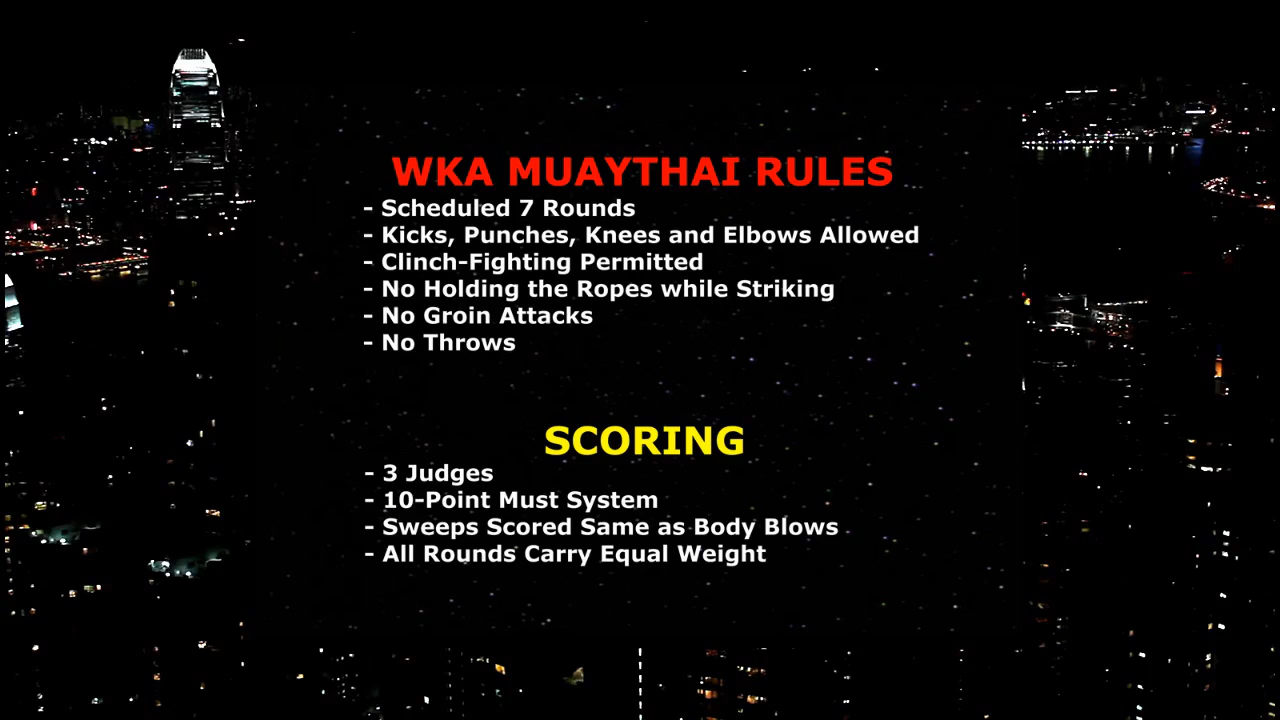 WKA MUAYTHAI RULES
- Scheduled 7 Rounds
- Kicks, Punches, Knees and Elbows Allowed
- Clinch-Fighting Permitted
- No Holding the Ropes while Striking
- No Groin Attacks
- No Throws
SCORING
- 3 Judges
- 10-Point Must System
- Sweeps Scored Same as Body Blows
- All Rounds Carry Equal Weight